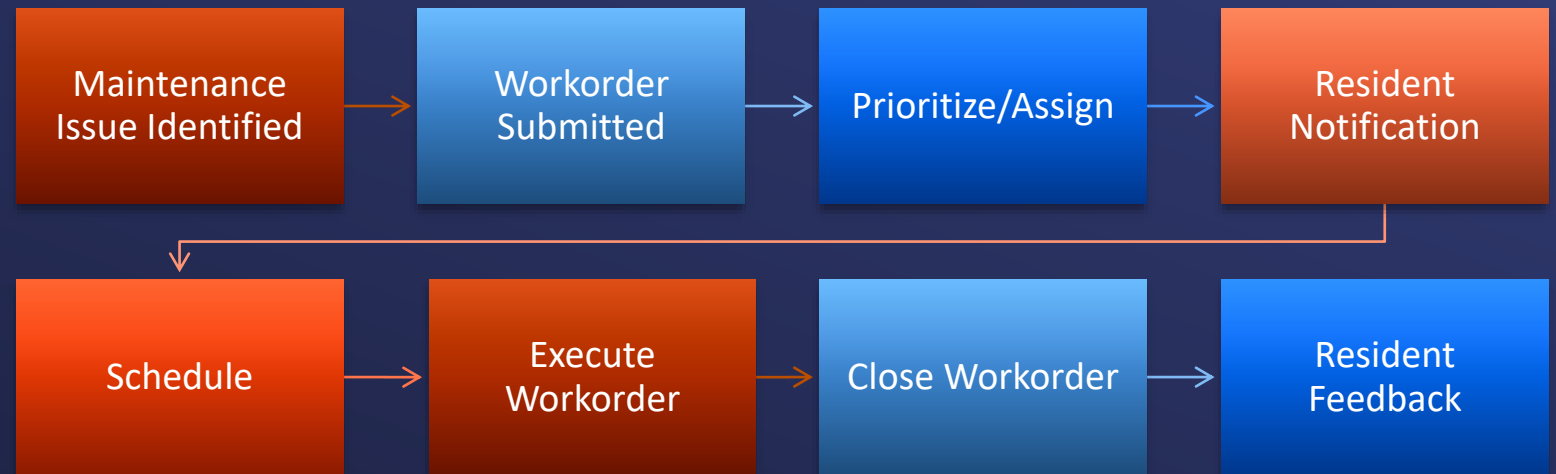 Maintenance
Issue Identified
Workorder
Submitted
Prioritize/Assign
Resident
Notification
Schedule
Execute
Workorder
Close Workorder
Resident
Feedback